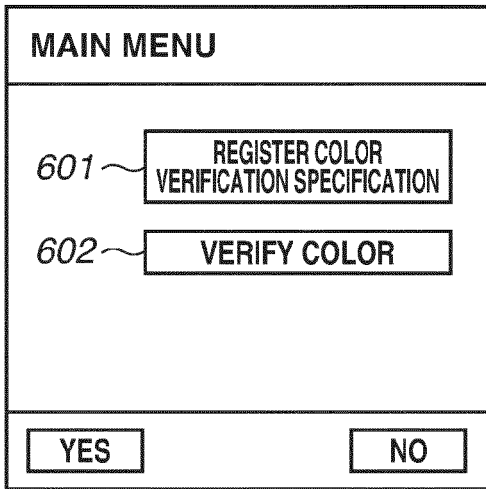 MAIN MENU
601 REGISTER COLOR
VERIFICATION SPECIFICATION
602 VERIFY COLOR
YES NO